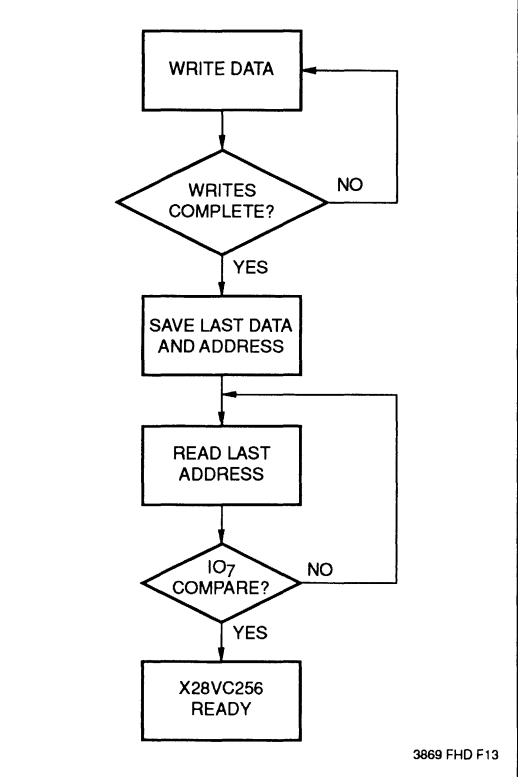 WRITE DATA
WRITES
COMPLETE?
NO
YES
SAVE LAST DATA
AND ADDRESS
READ LAST
ADDRESS
IO7
COMPARE?
NO
YES
X28VC256
READY
3869 FHD F13